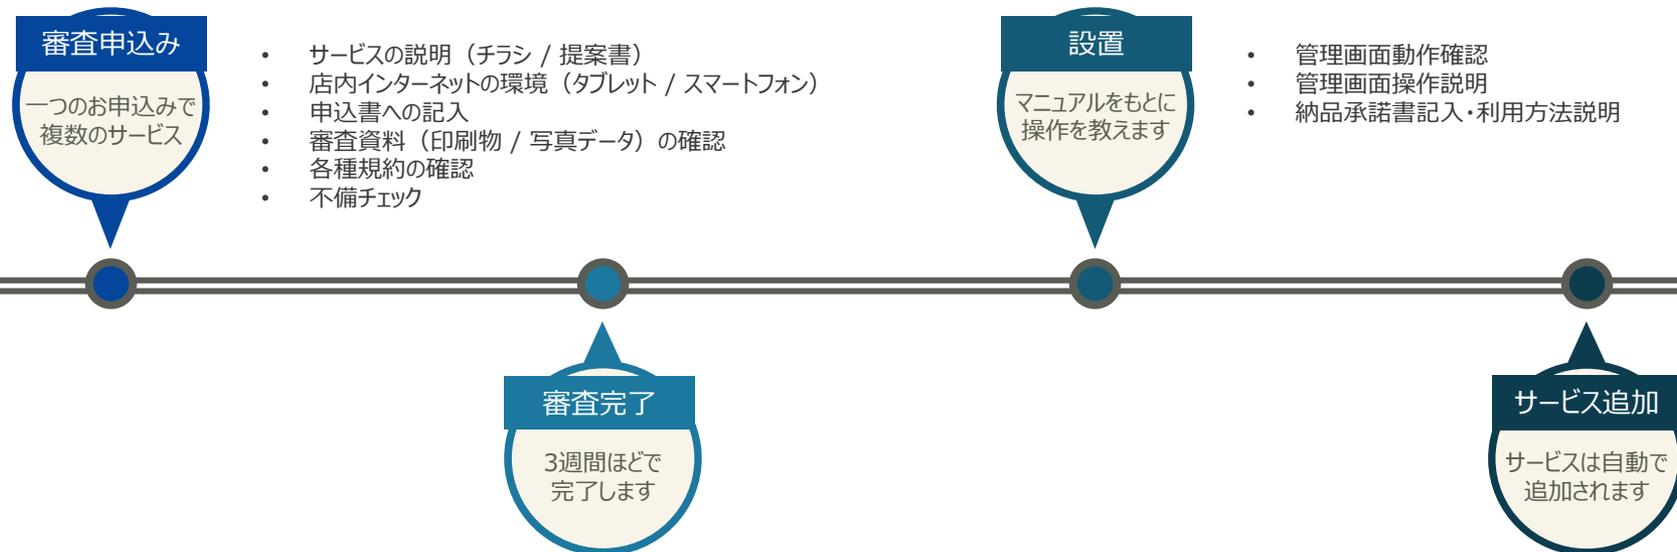 審査申込み
一つのお申込みで
複数のサービス
• サービスの説明（チラシ / 提案書）
• 店内インターネットの環境（タブレット / スマートフォン）
• 申込書への記入
• 審査資料（印刷物 / 写真データ）の確認
• 各種規約の確認
• 不備チェック
設置
マニュアルをもとに
操作を教えます
• 管理画面動作確認
• 管理画面操作説明
• 納品承諾書記入・利用方法説明
審査完了
3週間ほどで
完了します
サービス追加
サービスは自動で
追加されます